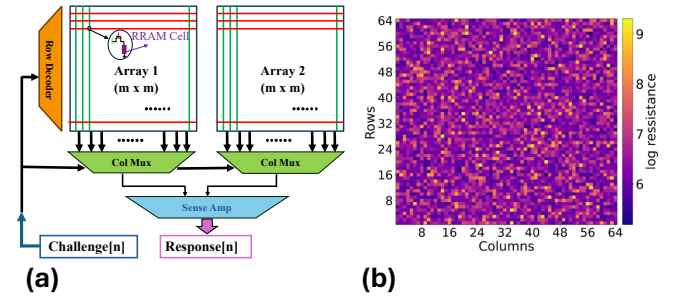 Row Decoder
RRAM Cell
Array 1
(m x m)
......
Array 2
(m x m)
......
......
......
Col Mux
Col Mux
Sense Amp
Challenge[n]
Response[n]
(a)
64
56
48
40
32
24
16
8
Rows
8 16 24 32 40 48 56 64
Columns
9
8
7
6
log ressistance
(b)